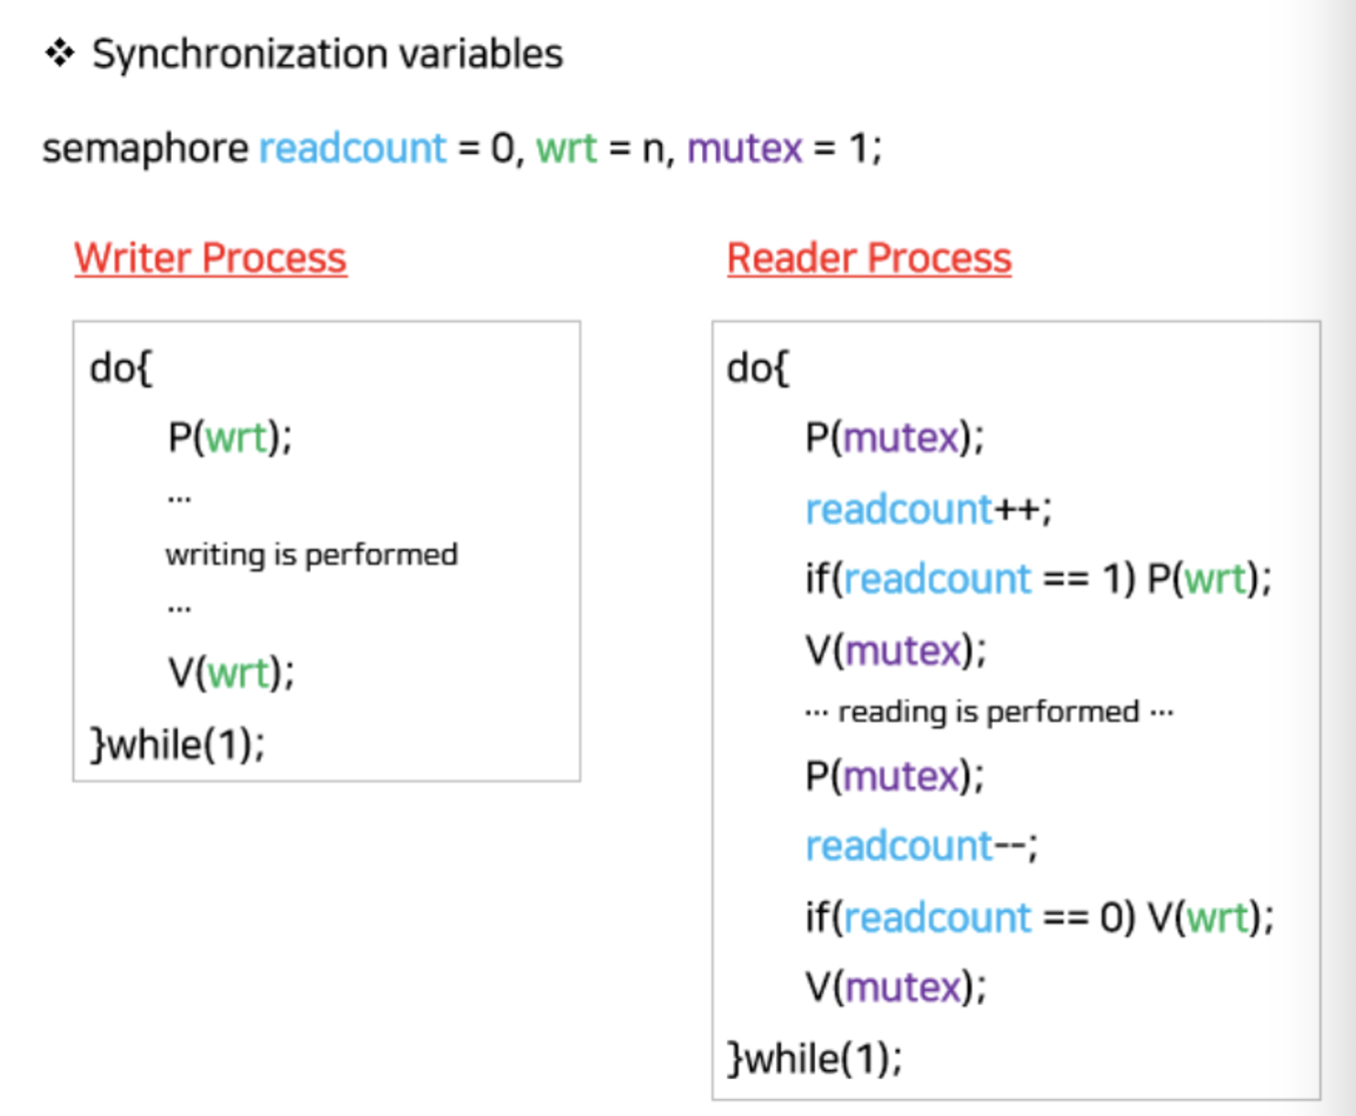 ❖ Synchronization variables
semaphore readcount = 0, wrt = n, mutex = 1;
Writer Process
do{
P(wrt);
...
writing is performed
...
V(wrt);
}while(1);
Reader Process
do{
P(mutex);
readcount++;
if(readcount == 1) P(wrt);
V(mutex);
... reading is performed ...
P(mutex);
readcount--;
if(readcount == 0) V(wrt);
V(mutex);
}while(1);